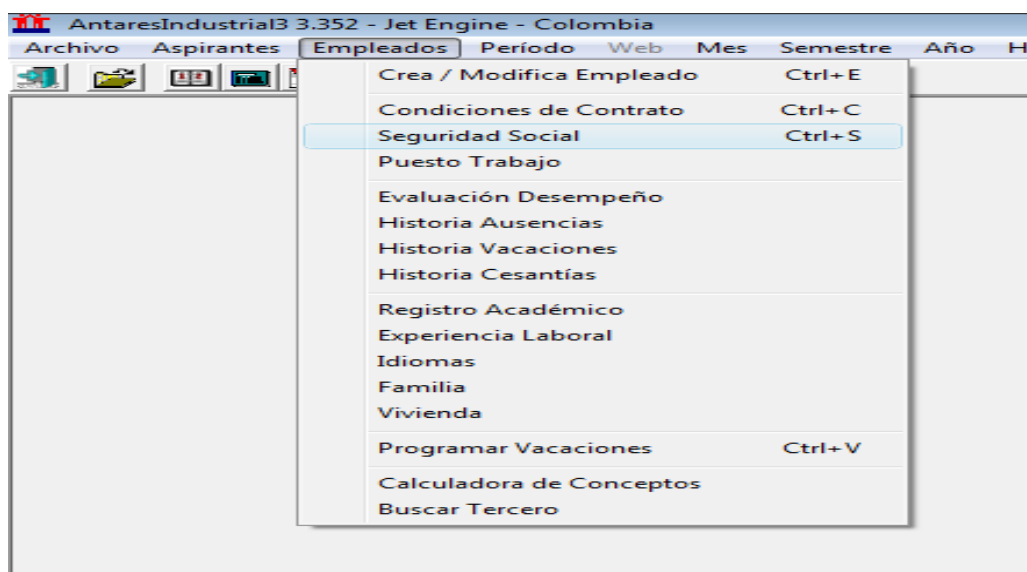 AntaresIndustrial3 3.352 - Jet Engine - Colombia
Archivo Aspirantes Empleados Período Web Mes Semestre Año H
Crea / Modifica Empleado Ctrl+E
Condiciones de Contrato Ctrl+C
Seguridad Social Ctrl+S
Puesto Trabajo
Evaluación Desempeño
Historia Ausencias
Historia Vacaciones
Historia Cesantías
Registro Académico
Experiencia Laboral
Idiomas
Familia
Vivienda
Programar Vacaciones Ctrl+V
Calculadora de Conceptos
Buscar Tercero